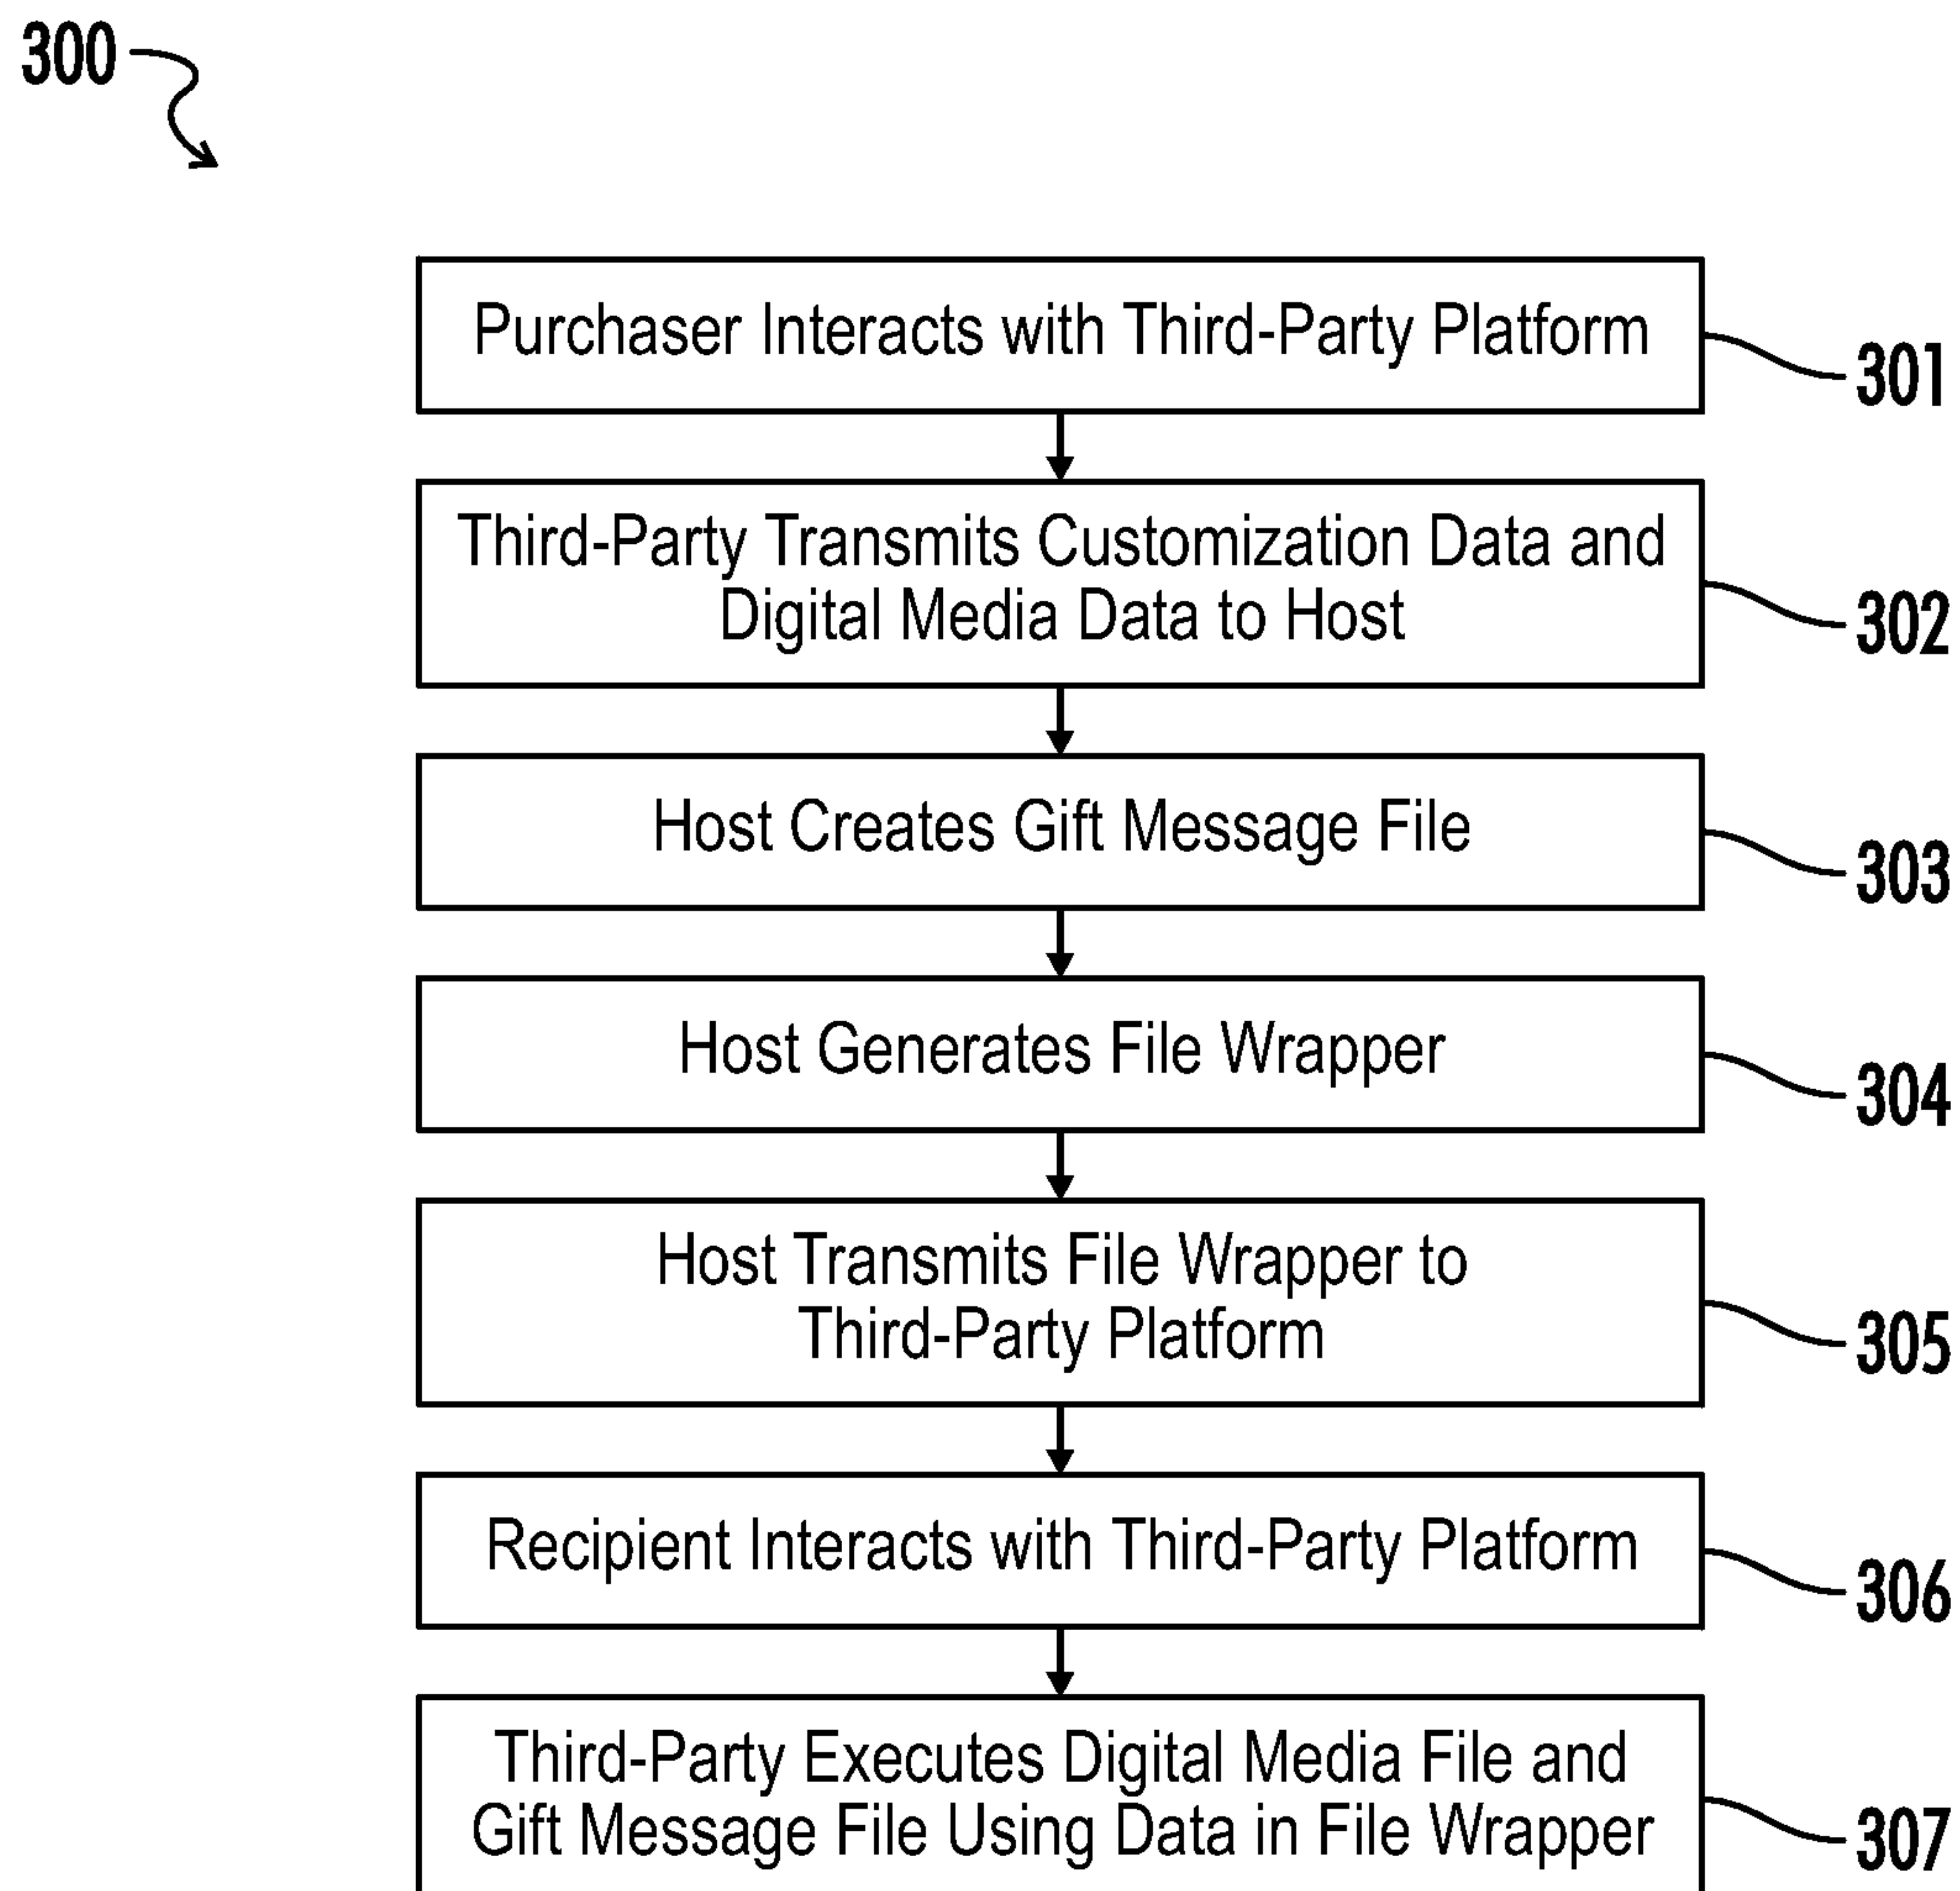 300
Purchaser Interacts with Third-Party Platform
301
Third-Party Transmits Customization Data and
Digital Media Data to Host
302
Host Creates Gift Message File
303
Host Generates File Wrapper
304
Host Transmits File Wrapper to
Third-Party Platform
305
Recipient Interacts with Third-Party Platform
306
Third-Party Executes Digital Media File and
Gift Message File Using Data in File Wrapper
307